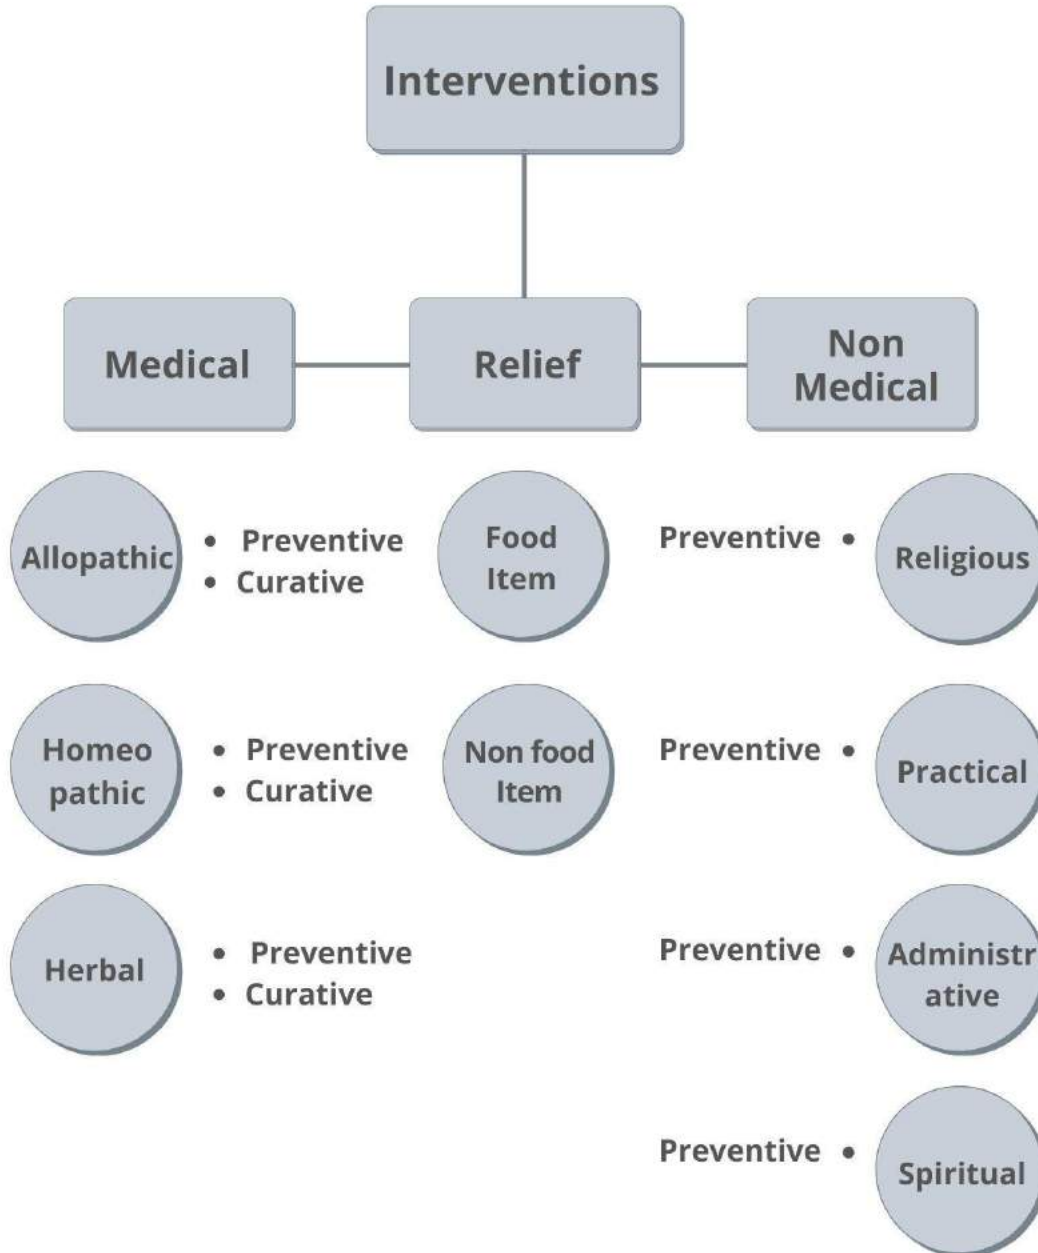 Interventions
Medical
Relief
Non
Medical
Allopathic
• Preventive
• Curative
Food
Item
Preventive •
Religious
Homeo
pathic
• Preventive
• Curative
Non food
Item
Preventive •
Practical
Herbal
• Preventive
• Curative
Preventive •
Administr
ative
Preventive •
Spiritual